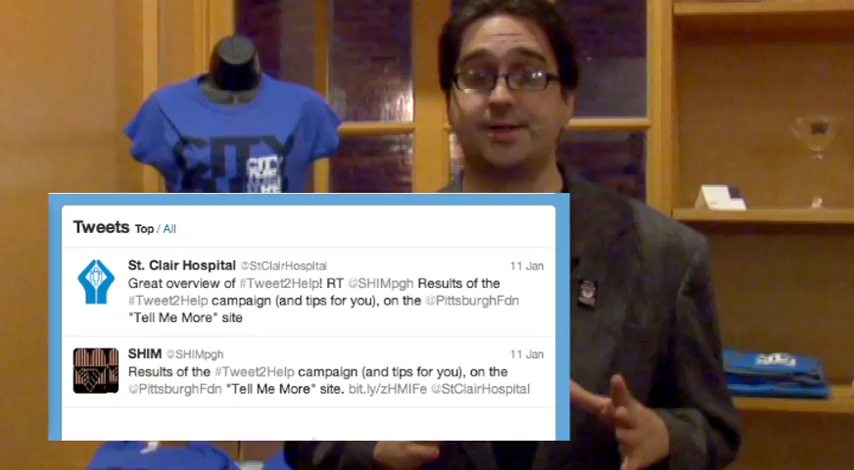 CITY
CITY
Tweets Top / All
St. Clair Hospital @StClairHospital 11 Jan
Great overview of #Tweet2Help! RT @SHIMpgh Results of the
#Tweet2Help campaign (and tips for you), on the @PittsburghFdn
"Tell Me More" site
SHIM @SHIMpgh 11 Jan
Results of the #Tweet2Help campaign (and tips for you), on the
@PittsburghFdn "Tell Me More" site. bit.ly/zHMIFe @StClairHospital